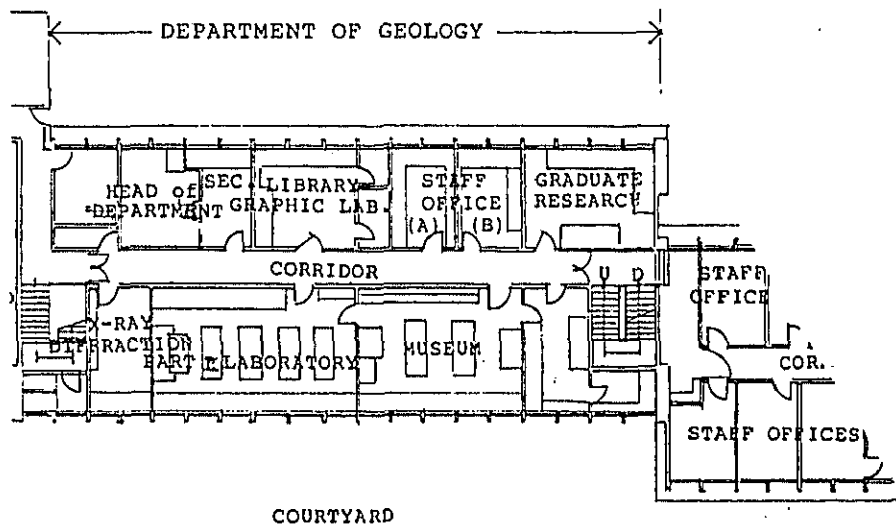 DEPARTMENT OF GEOLOGY
HEAD of
DEPARTMENT
SEC.
LIBRARY
GRAPHIC LAB.
STAFF
OFFICE
(A) (B)
GRADUATE
RESEARCH
CORRIDOR
U D
STAFF
OFFICE
X-RAY
DIFFRACTION
PART II LABORATORY
MUSEUM
COR.
STAFF OFFICES
COURTYARD